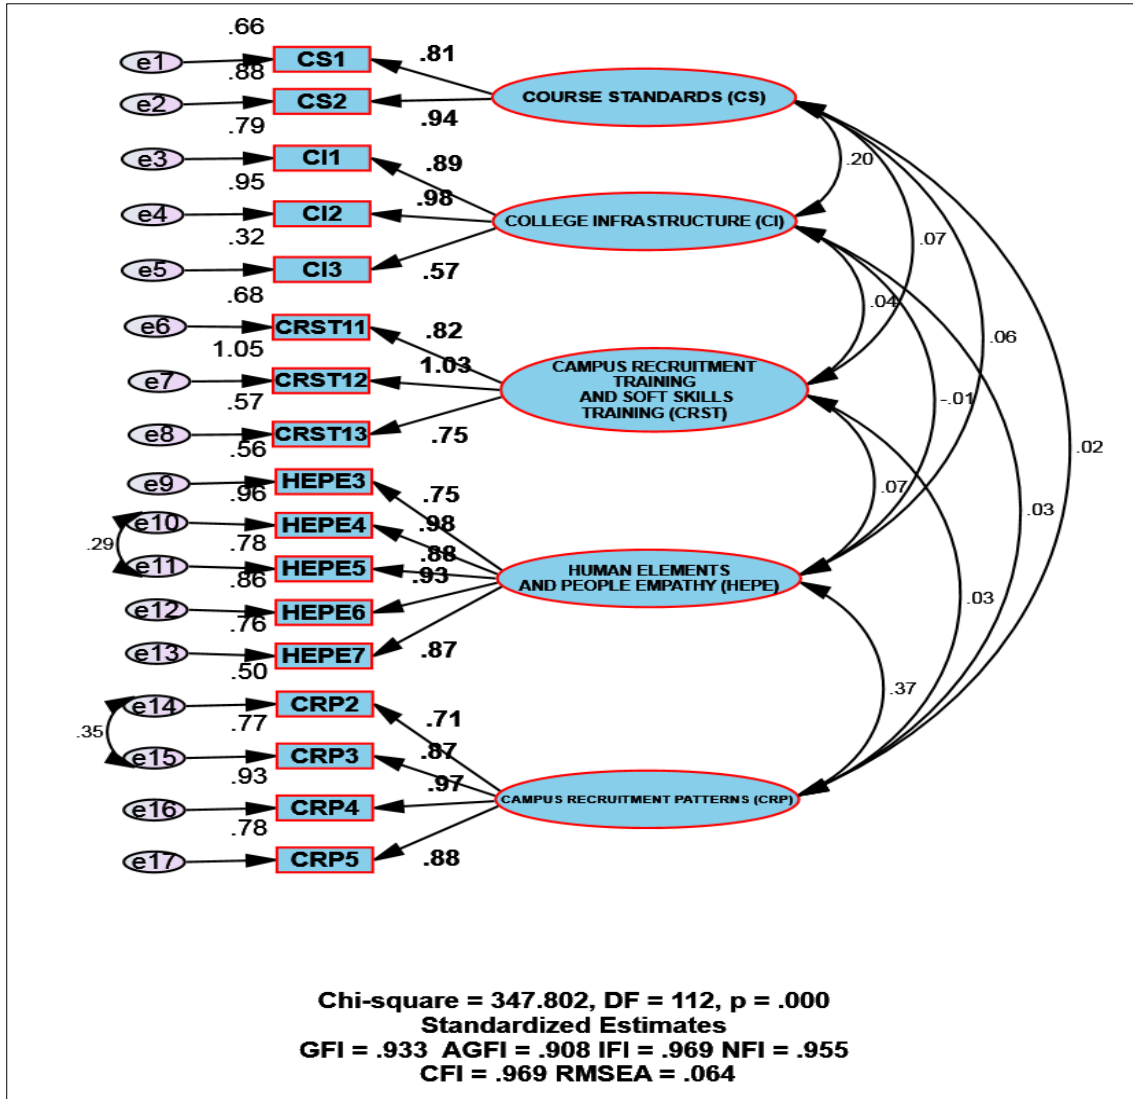 .66
e1 CS1 .81
.88
e2 CS2 .94
COURSE STANDARDS (CS)
.79
e3 CI1 .89
.20
.95
e4 CI2 .98
COLLEGE INFRASTRUCTURE (CI)
.32
e5 CI3 .57
.07
.68
.04
e6 CRST11 .82
1.05
1.03
.06
e7 CRST12
CAMPUS RECRUITMENT
TRAINING
AND SOFT SKILLS
TRAINING (CRST)
-.01
.57
e8 CRST13 .75
.56
.02
e9 HEPE3 .75
.96
.07
.03
e10 HEPE4 .98
.29
.78
.88
e11 HEPE5 .93
HUMAN ELEMENTS
AND PEOPLE EMPATHY (HEPE)
.86
.03
e12 HEPE6
.76
e13 HEPE7 .87
.50
.37
e14 CRP2 .71
.35
.77
e15 CRP3 .87
.93
.97
e16 CRP4
CAMPUS RECRUITMENT PATTERNS (CRP)
.78
e17 CRP5 .88
Chi-square = 347.802, DF = 112, p = .000
Standardized Estimates
GFI = .933 AGFI = .908 IFI = .969 NFI = .955
CFI = .969 RMSEA = .064